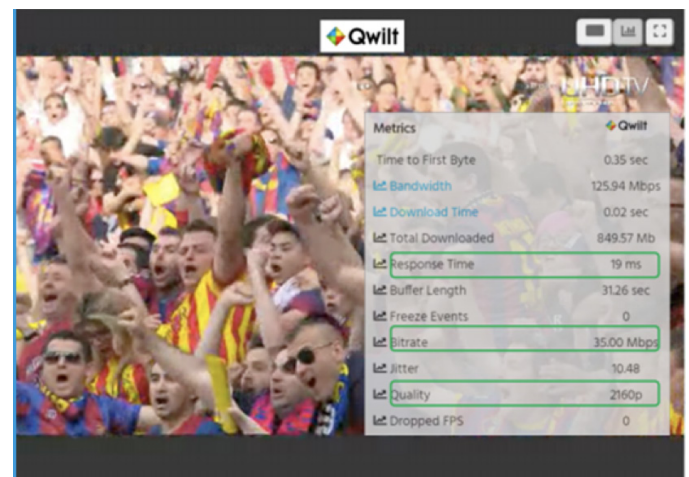 Qwilt
UHDTV
Metrics Qwilt
Time to First Byte 0.35 sec
Bandwidth 125.94 Mbps
Download Time 0.02 sec
Total Downloaded 849.57 Mb
Response Time 19 ms
Buffer Length 31.26 sec
Freeze Events 0
Bitrate 35.00 Mbps
Jitter 10.48
Quality 2160p
Dropped FPS 0